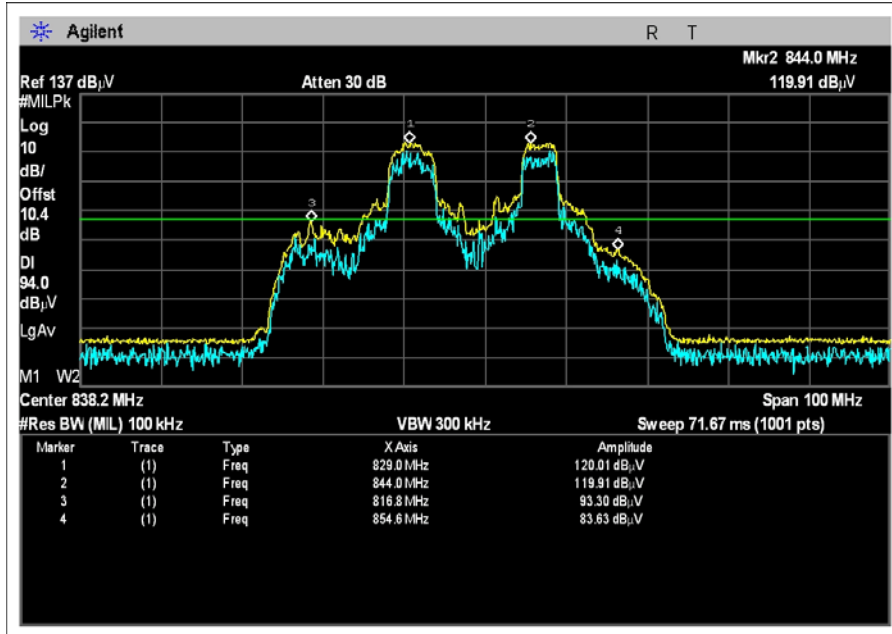 Agilent R T
Mkr2 844.0 MHz
Ref 137 dBµV Atten 30 dB 119.91 dBµV
#MILPk
Log
10
dB/
Offst
10.4
dB
DI
94.0
dBµV
LgAv
M1 W2
1
2
3
4
Center 838.2 MHz Span 100 MHz
#Res BW (MIL) 100 kHz VBW 300 kHz Sweep 71.67 ms (1001 pts)
Marker Trace Type X Axis Amplitude
1 (1) Freq 829.0 MHz 120.01 dBµV
2 (1) Freq 844.0 MHz 119.91 dBµV
3 (1) Freq 816.8 MHz 93.30 dBµV
4 (1) Freq 854.6 MHz 83.63 dBµV